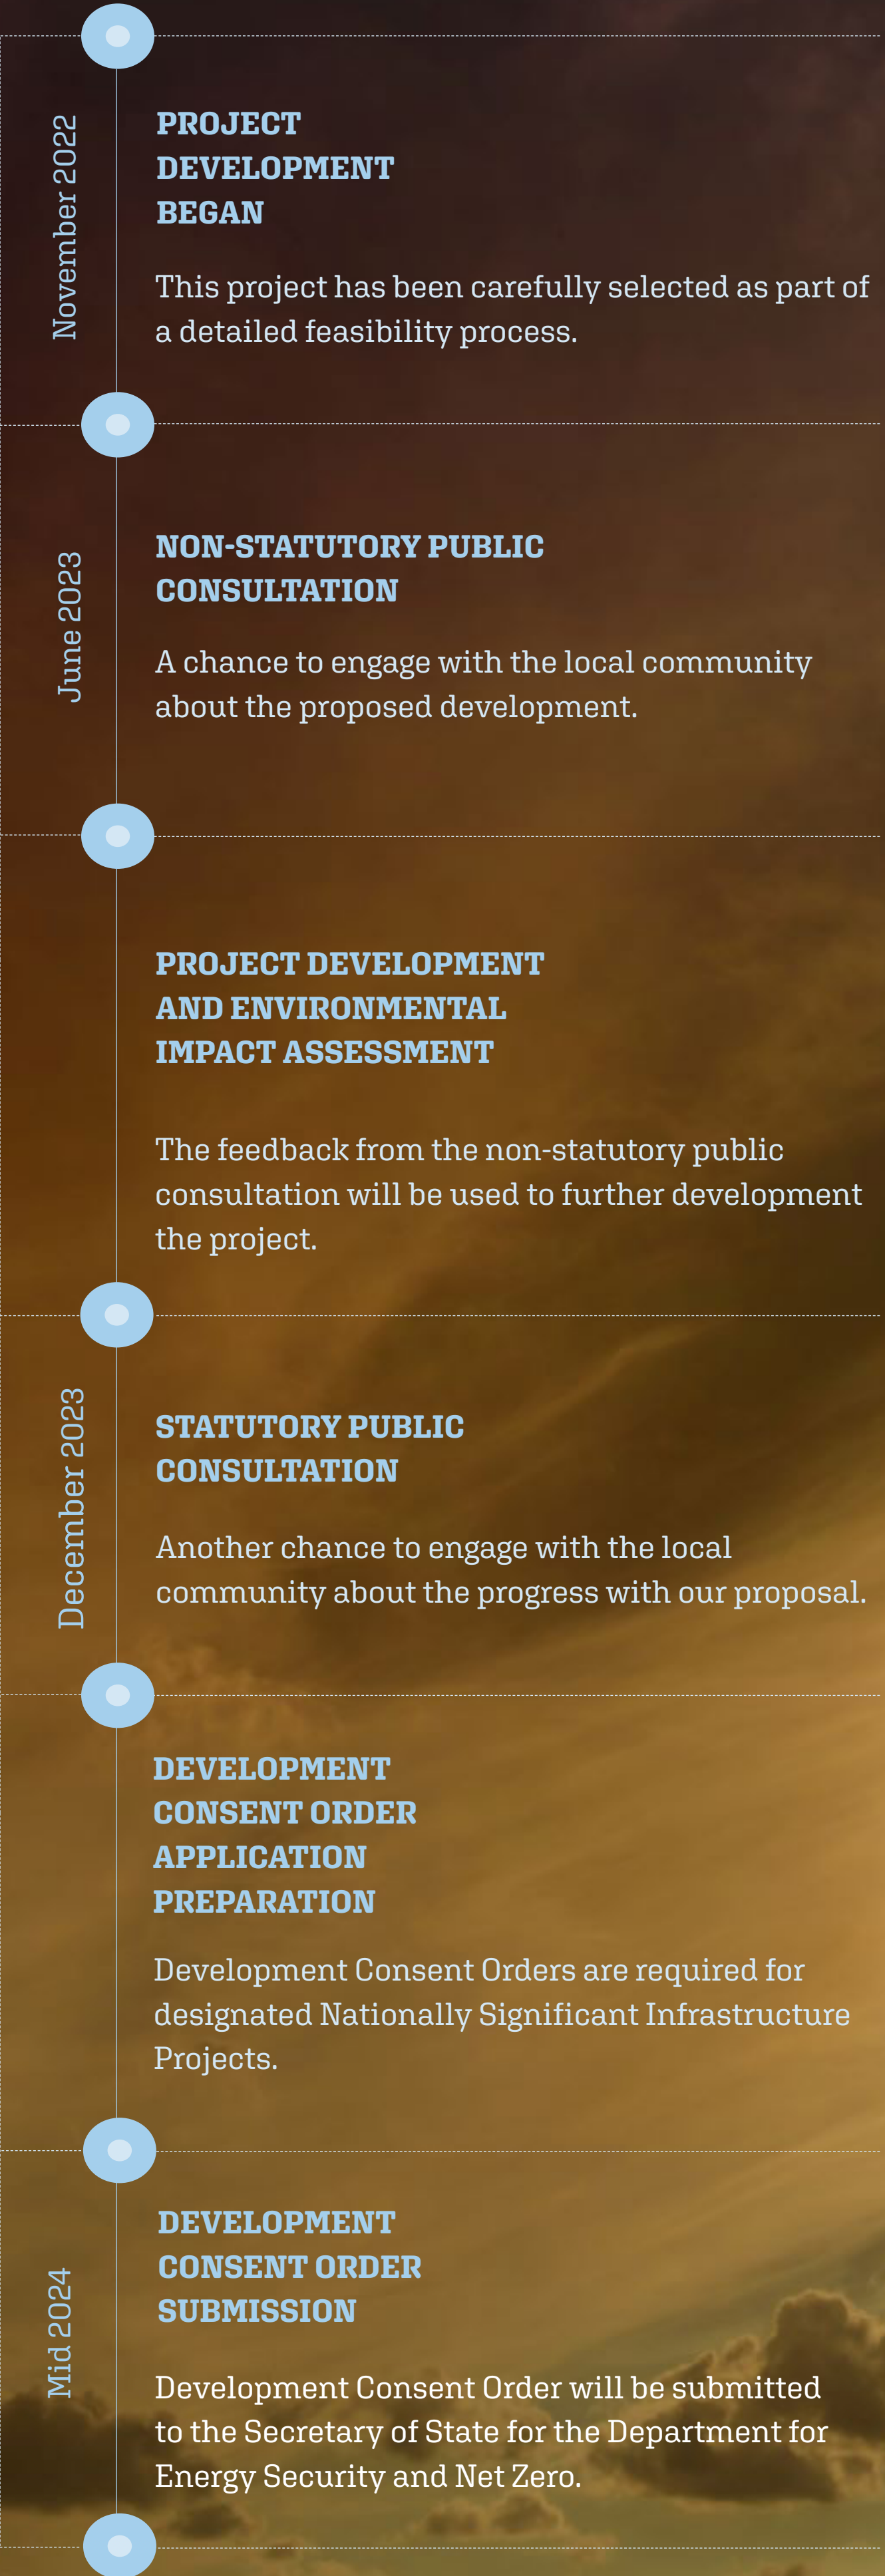 November 2022
PROJECT
DEVELOPMENT
BEGAN
This project has been carefully selected as part of
a detailed feasibility process.
June 2023
NON-STATUTORY PUBLIC
CONSULTATION
A chance to engage with the local community
about the proposed development.
PROJECT DEVELOPMENT
AND ENVIRONMENTAL
IMPACT ASSESSMENT
The feedback from the non-statutory public
consultation will be used to further development
the project.
December 2023
STATUTORY PUBLIC
CONSULTATION
Another chance to engage with the local
community about the progress with our proposal.
DEVELOPMENT
CONSENT ORDER
APPLICATION
PREPARATION
Development Consent Orders are required for
designated Nationally Significant Infrastructure
Projects.
Mid 2024
DEVELOPMENT
CONSENT ORDER
SUBMISSION
Development Consent Order will be submitted
to the Secretary of State for the Department for
Energy Security and Net Zero.